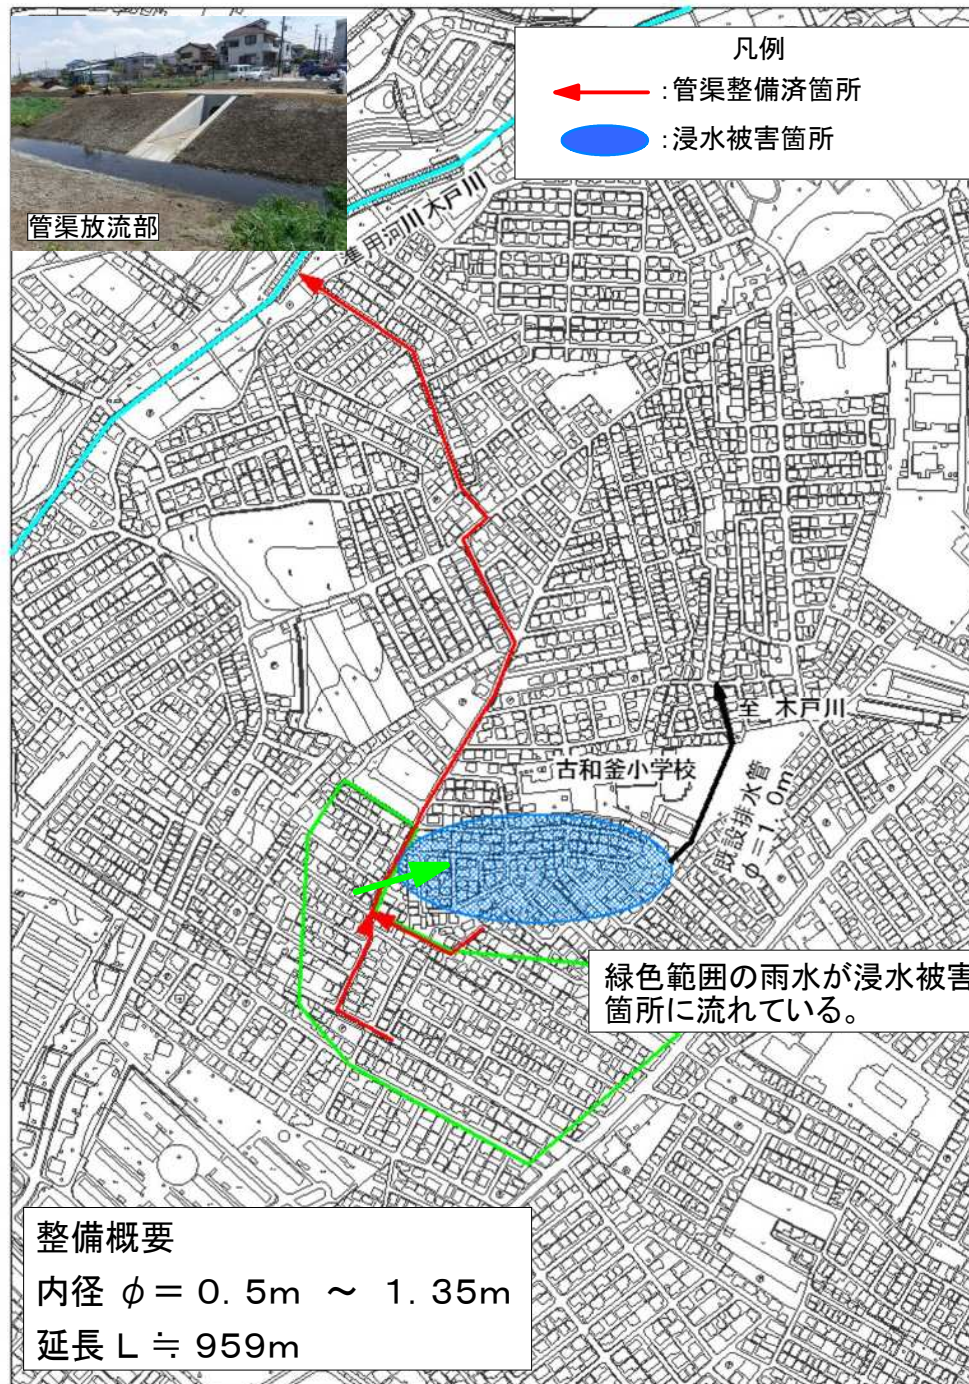 凡例
：管渠整備済箇所
：浸水被害箇所
管渠放流部
準用河川木戸川
至 木戸川
古和釜小学校
既設排水管
φ＝1．0m
緑色範囲の雨水が浸水被害
箇所に流れている。
整備概要
内径 φ＝ 0．5m ～ 1．35m
延長 L ≒ 959m